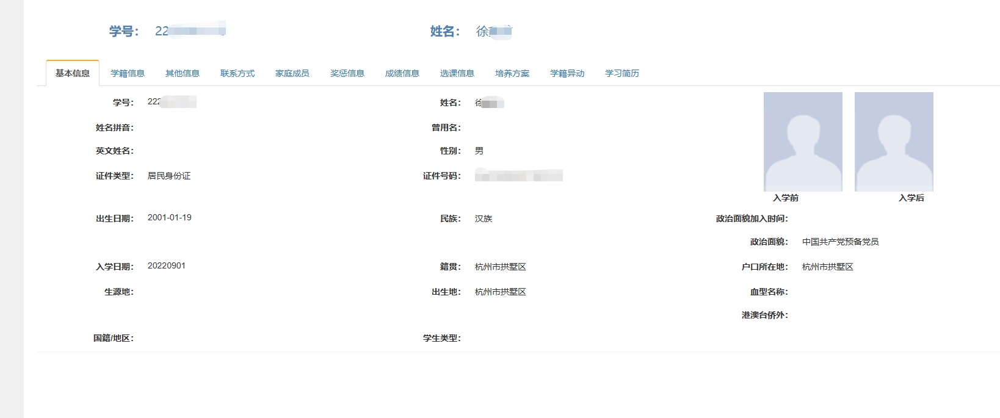 学号： 22 姓名： 徐
基本信息 学籍信息 其他信息 联系方式 家庭成员 奖惩信息 成绩信息 选课信息 培养方案 学籍异动 学习简历
学号： 222 姓名：
姓名拼音： 曾用名：
英文姓名： 性别： 男
证件类型： 居民身份证 证件号码：
入学前 入学后
出生日期： 2001-01-19 民族： 汉族 政治面貌加入时间：
政治面貌： 中国共产党预备党员
入学日期： 20220901 籍贯： 杭州市拱墅区 户口所在地： 杭州市拱墅区
生源地： 出生地： 杭州市拱墅区 血型名称：
港澳台侨外：
国籍/地区： 学生类型：